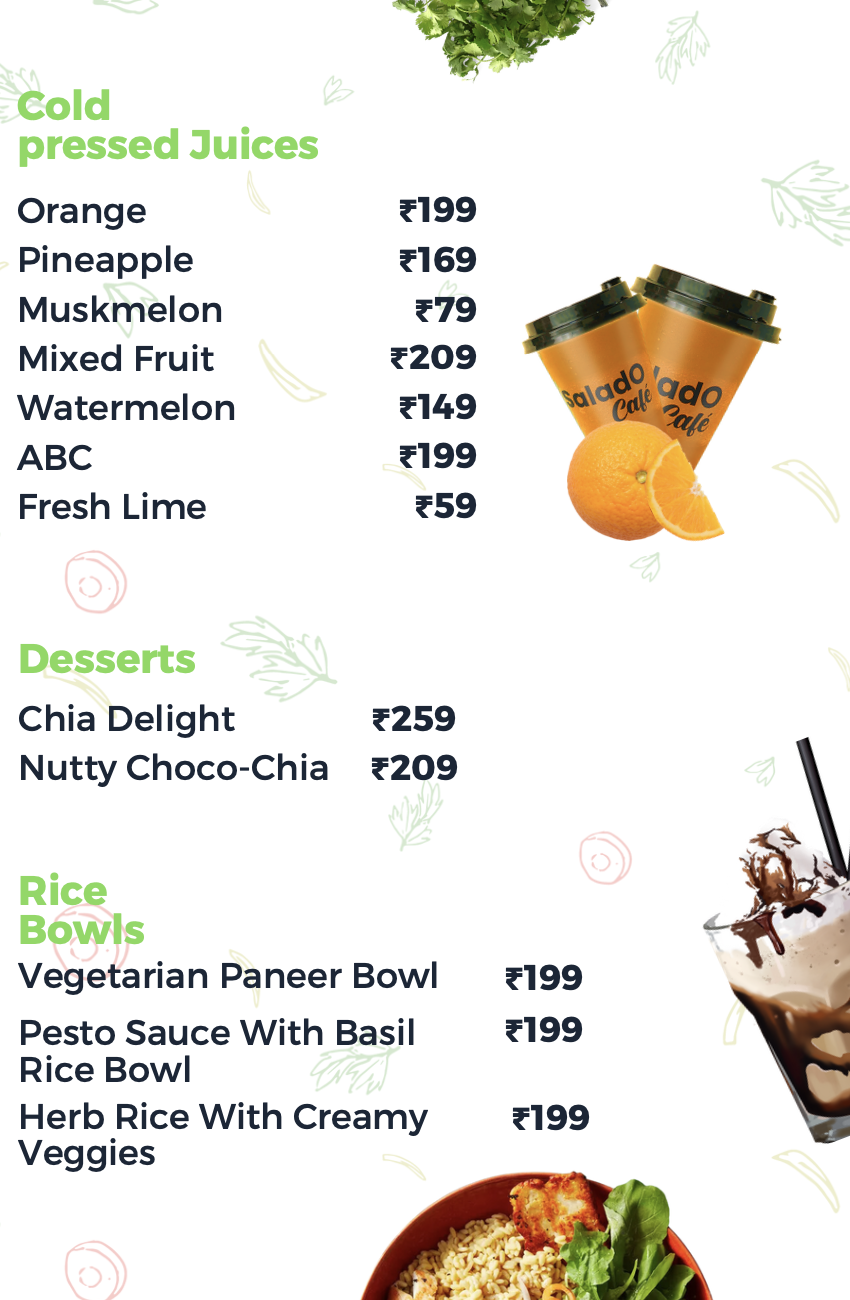 Cold
pressed Juices
Orange ₹199
Pineapple ₹169
Muskmelon ₹79
Mixed Fruit ₹209
Watermelon ₹149
ABC ₹199
Fresh Lime ₹59
SaladO
Café
ladO
Café
Desserts
Chia Delight ₹259
Nutty Choco-Chia ₹209
Rice
Bowls
Vegetarian Paneer Bowl ₹199
Pesto Sauce With Basil ₹199
Rice Bowl
Herb Rice With Creamy ₹199
Veggies